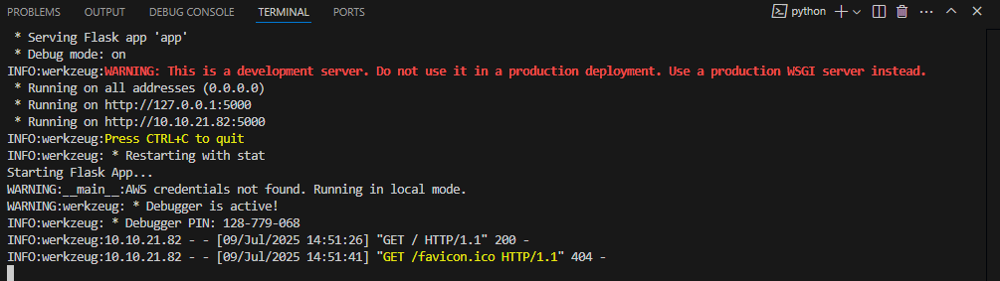 PROBLEMS OUTPUT DEBUG CONSOLE TERMINAL PORTS python
* Serving Flask app 'app'
* Debug mode: on
INFO:werkzeug:WARNING: This is a development server. Do not use it in a production deployment. Use a production WSGI server instead.
* Running on all addresses (0.0.0.0)
* Running on http://127.0.0.1:5000
* Running on http://10.10.21.82:5000
INFO:werkzeug:Press CTRL+C to quit
INFO:werkzeug: * Restarting with stat
Starting Flask App...
WARNING:__main__:AWS credentials not found. Running in local mode.
WARNING:werkzeug: * Debugger is active!
INFO:werkzeug: * Debugger PIN: 128-779-068
INFO:werkzeug:10.10.21.82 - - [09/Jul/2025 14:51:26] "GET / HTTP/1.1" 200 -
INFO:werkzeug:10.10.21.82 - - [09/Jul/2025 14:51:41] "GET /favicon.ico HTTP/1.1" 404 -